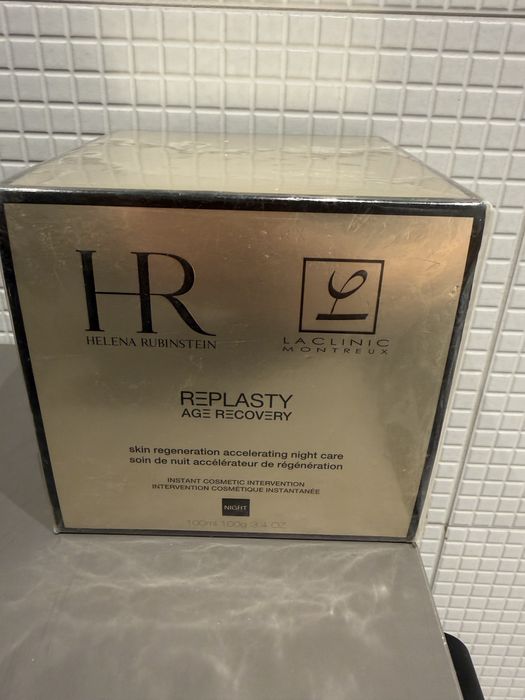 HR
HELENA RUBINSTEIN
LACLINIC
MONTREUX
REPLASTY
AGE RECOVERY
skin regeneration accelerating night care
soin de nuit accélérateur de régénération
INSTANT COSMETIC INTERVENTION
INTERVENTION COSMÉTIQUE INSTANTANÉE
NIGHT
100ml 100g 3.4 OZ